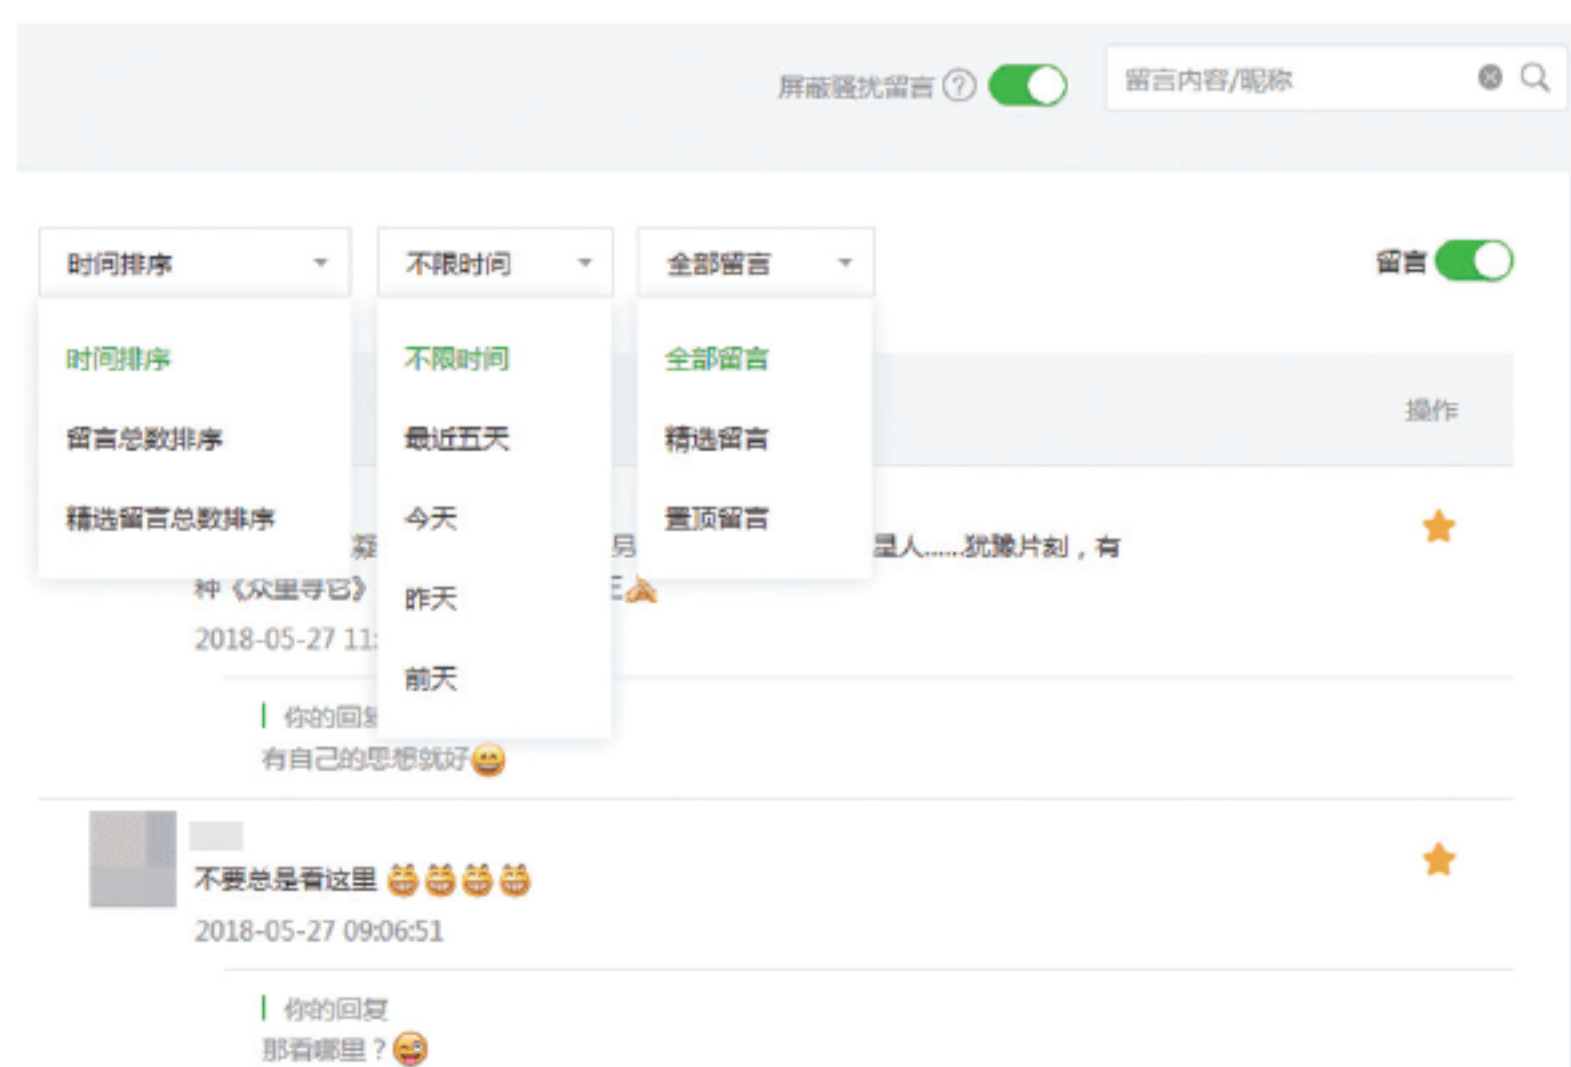 屏蔽骚扰留言 ? 留言内容/昵称
时间排序 不限时间 全部留言 留言
时间排序 不限时间 全部留言
操作
留言总数排序 最近五天 精选留言
精选留言总数排序 今天 置顶留言
星人……犹豫片刻，有
种《众里寻它》
昨天
2018-05-27 11:
前天
你的回复
有自己的思想就好😄
不要总是看这里 😁😁😁😁
2018-05-27 09:06:51
你的回复
那看哪里？😜